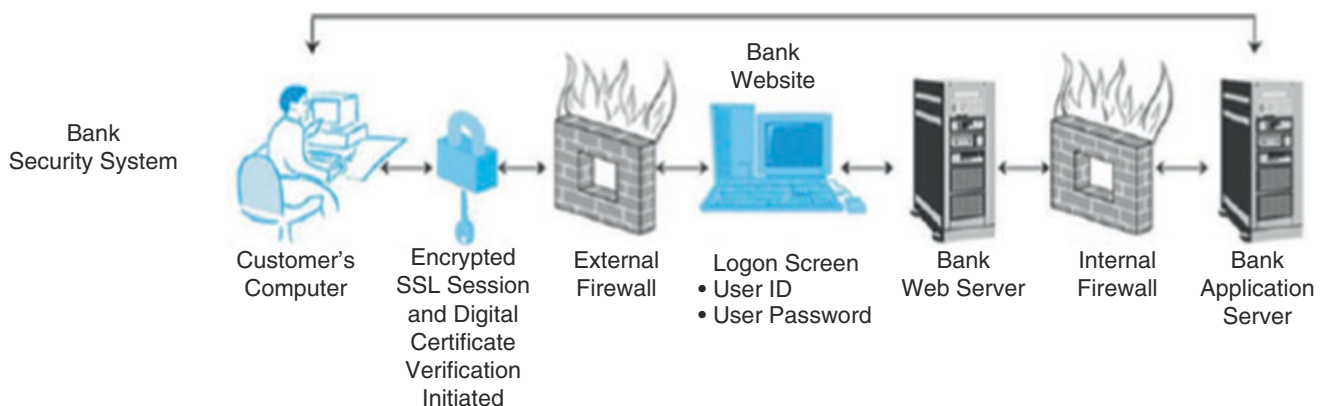 Bank
Website
Bank
Security System
Customer's
Computer
Encrypted
SSL Session
and Digital
Certificate
Verification
Initiated
External
Firewall
Logon Screen
• User ID
• User Password
Bank
Web Server
Internal
Firewall
Bank
Application
Server